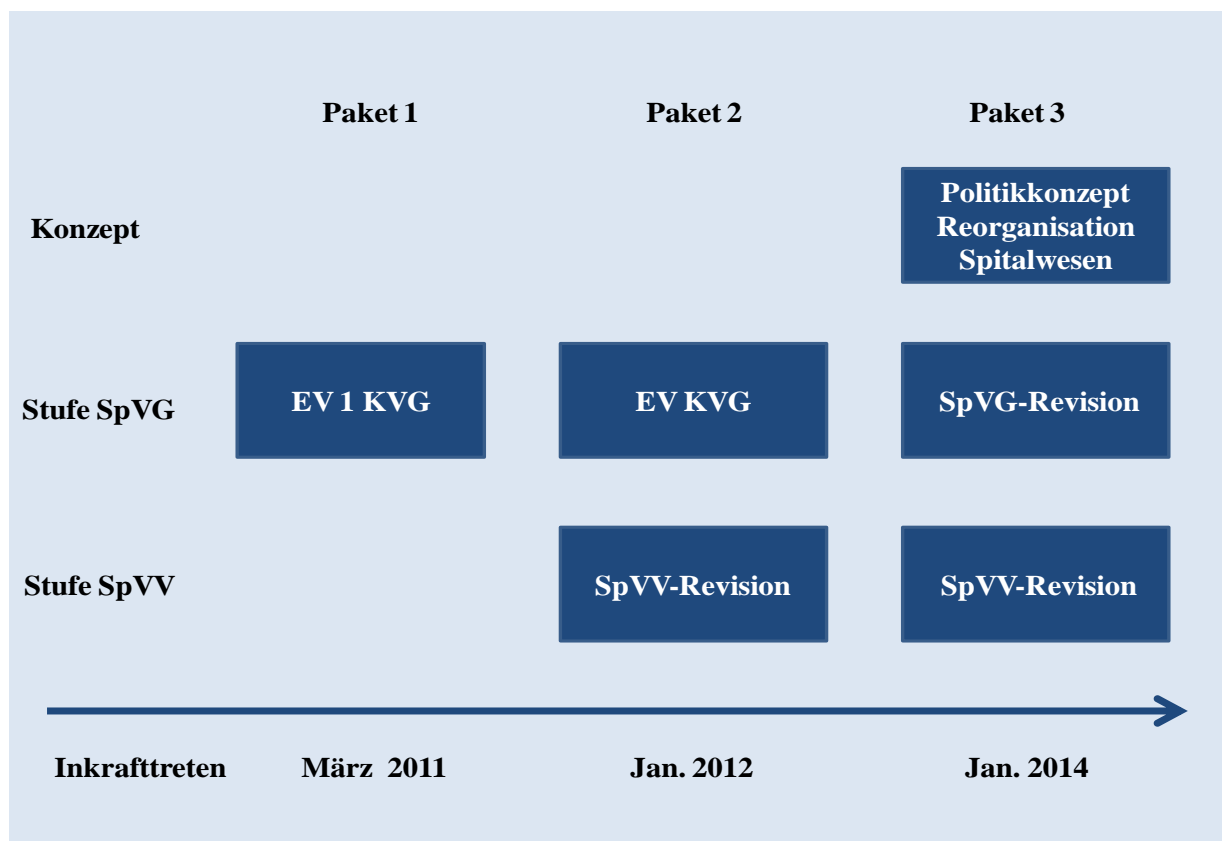 Paket 1 Paket 2 Paket 3
Konzept
Politikkonzept
Reorganisation
Spitalwesen
Stufe SpVG EV 1 KVG EV KVG SpVG-Revision
Stufe SpVV SpVV-Revision SpVV-Revision
Inkrafttreten März 2011 Jan. 2012 Jan. 2014